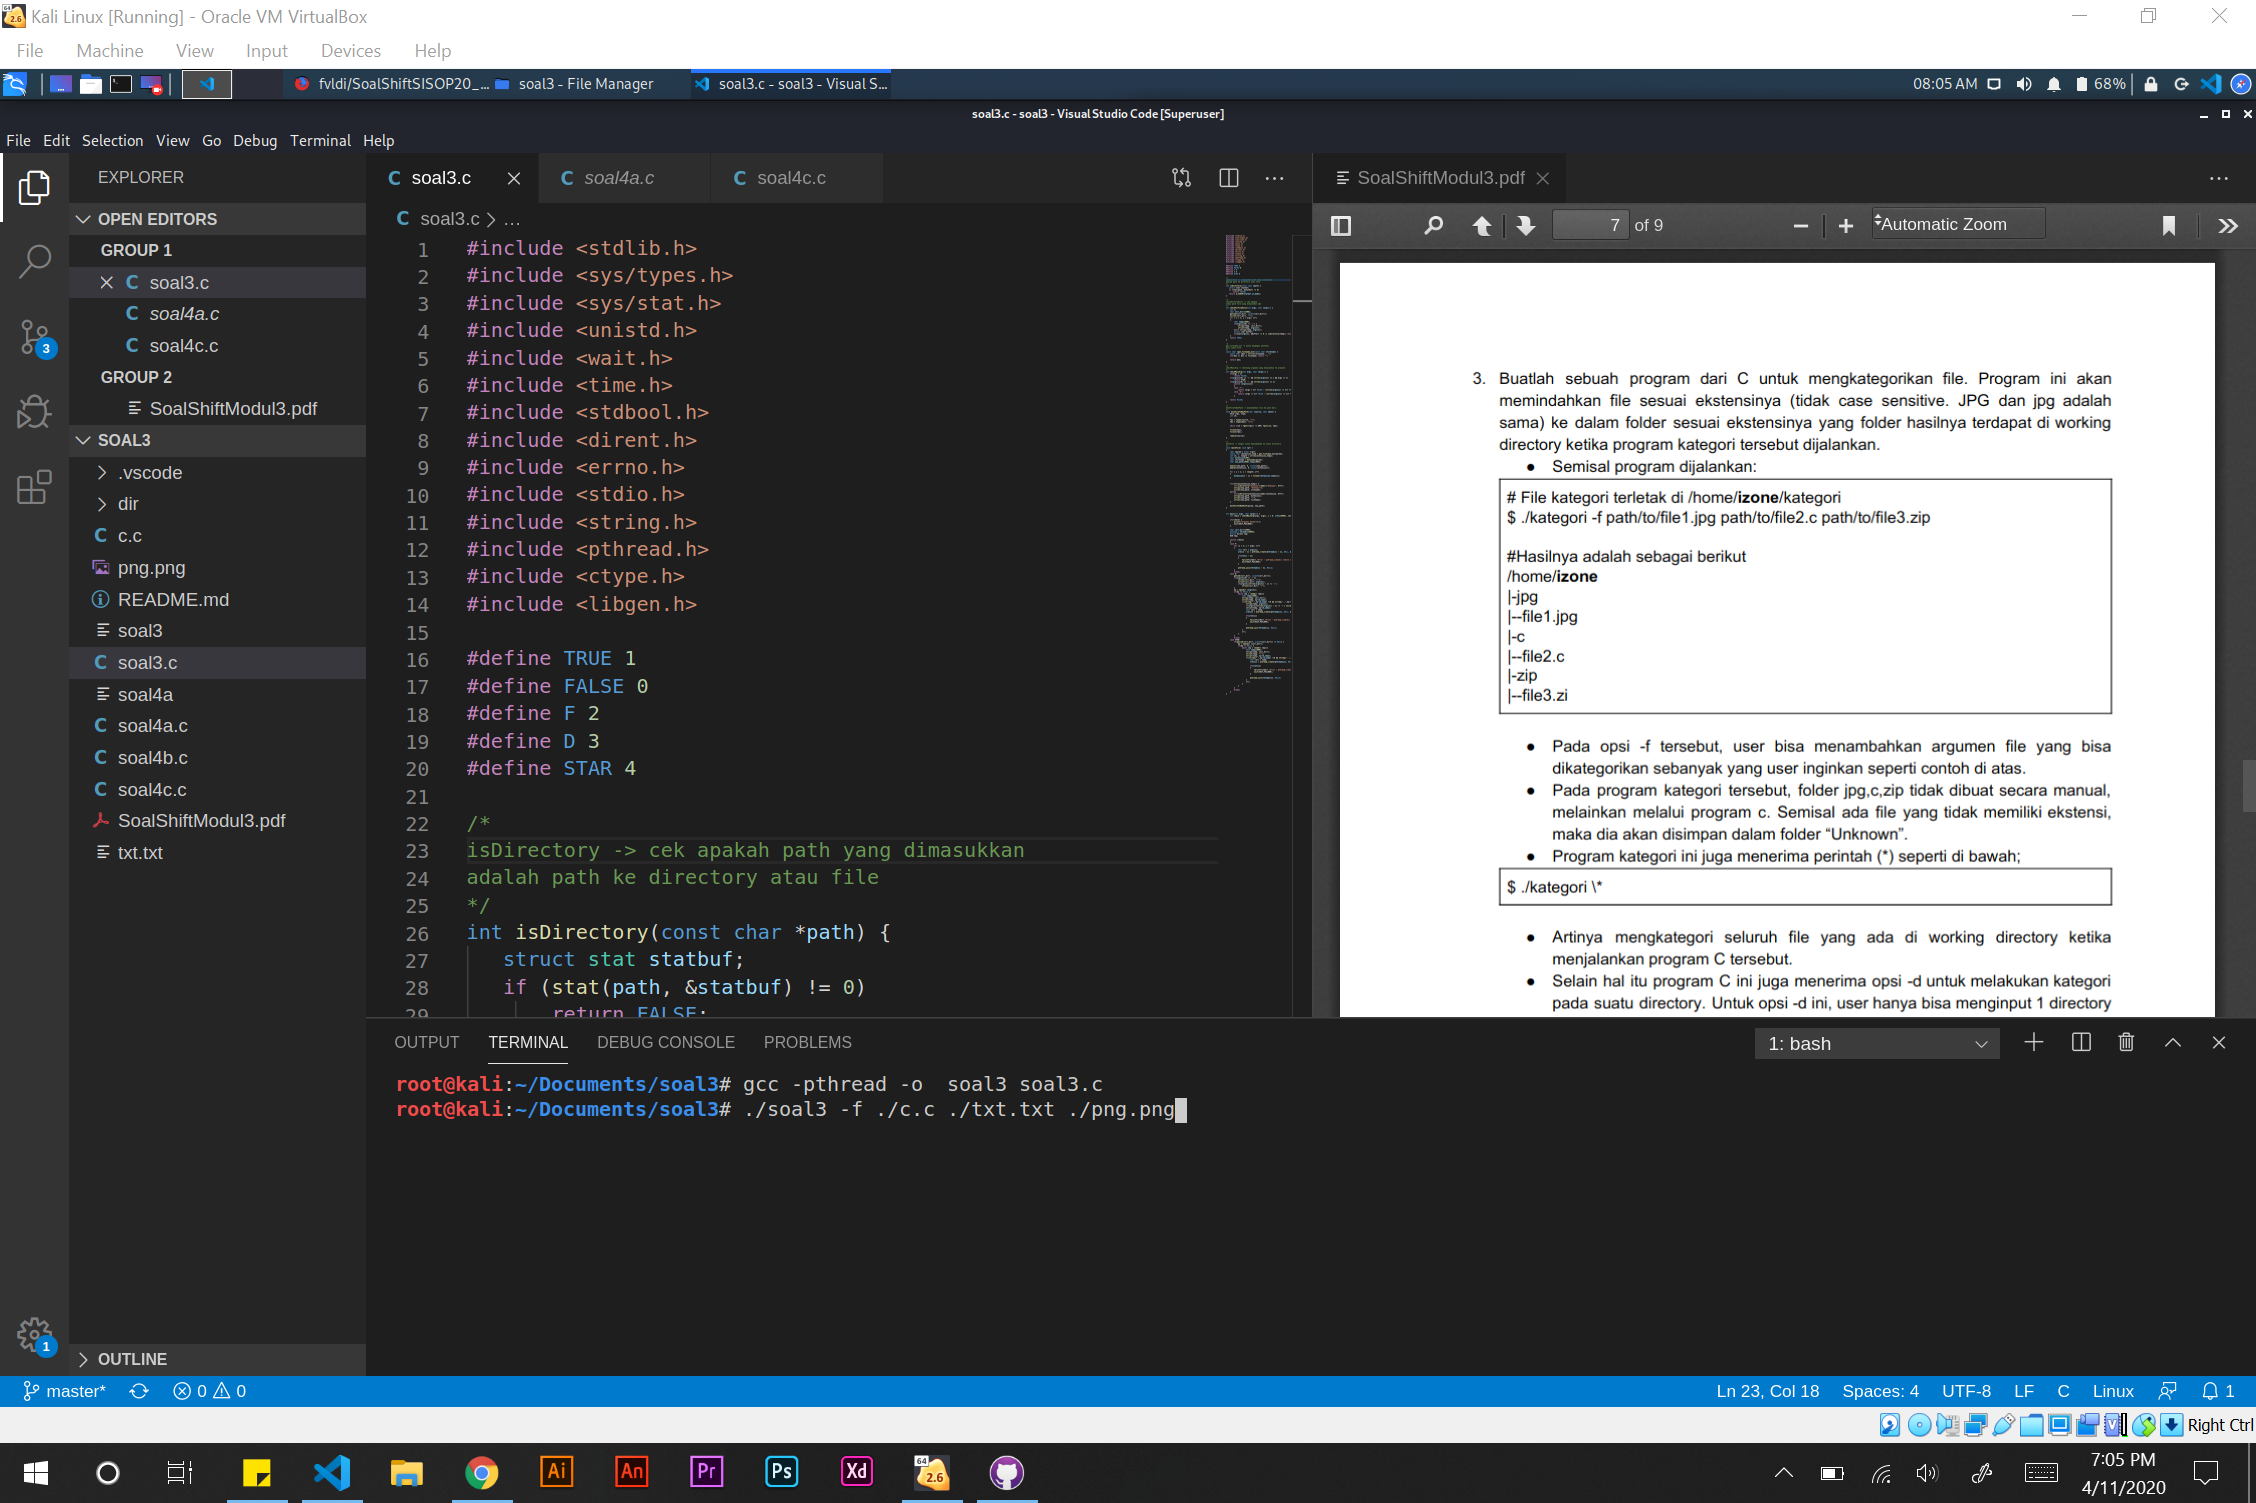 Kali Linux [Running] - Oracle VM VirtualBox
File Machine View Input Devices Help
fvldi/SoalShiftSISOP20_... soal3 - File Manager soal3.c - soal3 - Visual S... 08:05 AM 68%
soal3.c - soal3 - Visual Studio Code [Superuser]
File Edit Selection View Go Debug Terminal Help
EXPLORER
OPEN EDITORS
GROUP 1
C soal3.c
C soal4a.c
C soal4c.c
GROUP 2
SoalShiftModul3.pdf
SOAL3
.vscode
dir
C c.c
png.png
README.md
soal3
C soal3.c
soal4a
C soal4a.c
C soal4b.c
C soal4c.c
SoalShiftModul3.pdf
txt.txt
OUTLINE
3
1
C soal3.c C soal4a.c C soal4c.c
C soal3.c > ...
1 #include <stdlib.h>
2 #include <sys/types.h>
3 #include <sys/stat.h>
4 #include <unistd.h>
5 #include <wait.h>
6 #include <time.h>
7 #include <stdbool.h>
8 #include <dirent.h>
9 #include <errno.h>
10 #include <stdio.h>
11 #include <string.h>
12 #include <pthread.h>
13 #include <ctype.h>
14 #include <libgen.h>
15
16 #define TRUE 1
17 #define FALSE 0
18 #define F 2
19 #define D 3
20 #define STAR 4
21
22 /*
23 isDirectory -> cek apakah path yang dimasukkan
24 adalah path ke directory atau file
25 */
26 int isDirectory(const char *path) {
27 struct stat statbuf;
28 if (stat(path, &statbuf) != 0)
29 return FALSE;
SoalShiftModul3.pdf
7 of 9 Automatic Zoom
3. Buatlah sebuah program dari C untuk mengkategorikan file. Program ini akan
memindahkan file sesuai ekstensinya (tidak case sensitive. JPG dan jpg adalah
sama) ke dalam folder sesuai ekstensinya yang folder hasilnya terdapat di working
directory ketika program kategori tersebut dijalankan.
● Semisal program dijalankan:
# File kategori terletak di /home/izone/kategori
$ ./kategori -f path/to/file1.jpg path/to/file2.c path/to/file3.zip
#Hasilnya adalah sebagai berikut
/home/izone
|-jpg
|--file1.jpg
|-c
|--file2.c
|-zip
|--file3.zi
● Pada opsi -f tersebut, user bisa menambahkan argumen file yang bisa
dikategorikan sebanyak yang user inginkan seperti contoh di atas.
● Pada program kategori tersebut, folder jpg,c,zip tidak dibuat secara manual,
melainkan melalui program c. Semisal ada file yang tidak memiliki ekstensi,
maka dia akan disimpan dalam folder “Unknown”.
● Program kategori ini juga menerima perintah (*) seperti di bawah;
$ ./kategori \*
● Artinya mengkategori seluruh file yang ada di working directory ketika
menjalankan program C tersebut.
● Selain hal itu program C ini juga menerima opsi -d untuk melakukan kategori
pada suatu directory. Untuk opsi -d ini, user hanya bisa menginput 1 directory
OUTPUT TERMINAL DEBUG CONSOLE PROBLEMS 1: bash
root@kali:~/Documents/soal3# gcc -pthread -o  soal3 soal3.c
root@kali:~/Documents/soal3# ./soal3 -f ./c.c ./txt.txt ./png.png
master* 0 0 Ln 23, Col 18 Spaces: 4 UTF-8 LF C Linux 1
Right Ctrl
Ai An Pr Ps Xd 64 2.6
7:05 PM
4/11/2020